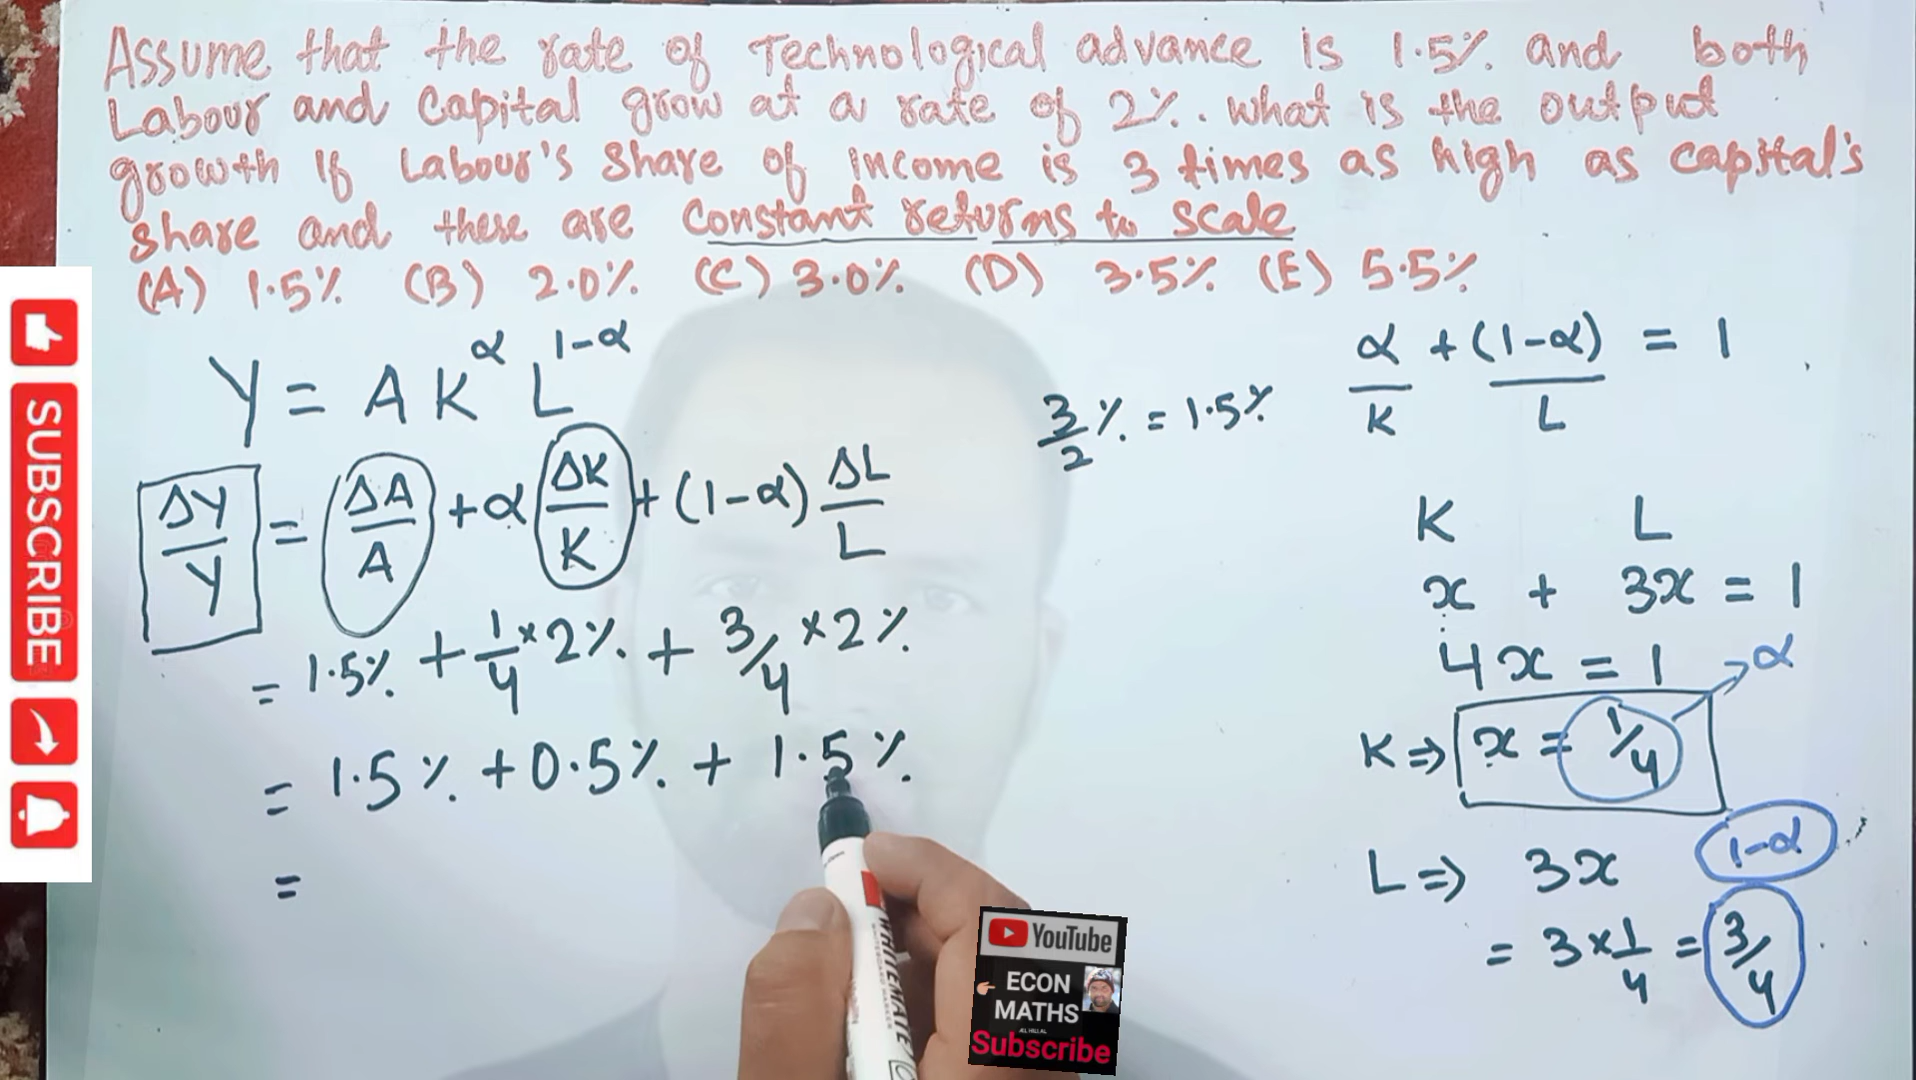 Assume that the rate of Technological advance is 1.5% and both
Labour and Capital grow at a rate of 2%. what is the output
growth If Labour's share of income is 3 times as high as capital's
share and there are constant returns to scale
(A) 1.5% (B) 2.0% (C) 3.0% (D) 3.5% (E) 5.5%
Y = A K^α L^(1-α)
ΔY/Y = ΔA/A + α ΔK/K + (1-α) ΔL/L
= 1.5% + 1/4 × 2% + 3/4 × 2%
= 1.5% + 0.5% + 1.5%
=
3/2 % = 1.5%
α + (1-α) = 1
K L
K L
x + 3x = 1
4x = 1
α
K ⇒ x = 1/4
1-α
L ⇒ 3x
= 3 × 1/4 = 3/4
SUBSCRIBE
WHITEMATE
WHITEBOARD MARKER
YouTube
ECON
MATHS
Subscribe